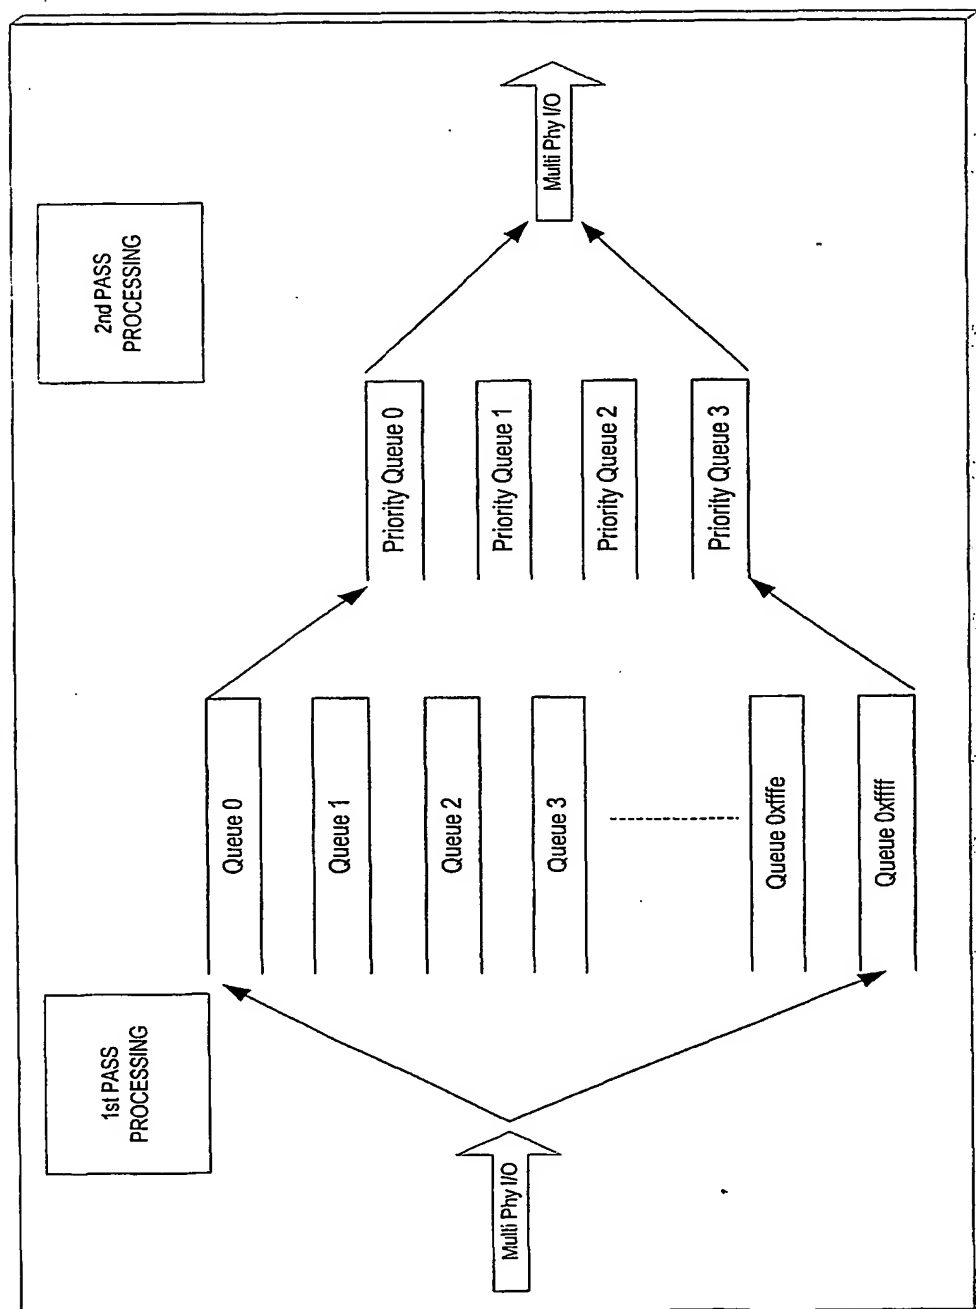 1st PASS
PROCESSING
2nd PASS
PROCESSING
Multi Phy I/O
Queue 0
Queue 1
Queue 2
Queue 3
Queue 0xfffe
Queue 0xffff
Priority Queue 0
Priority Queue 1
Priority Queue 2
Priority Queue 3
Multi Phy I/O